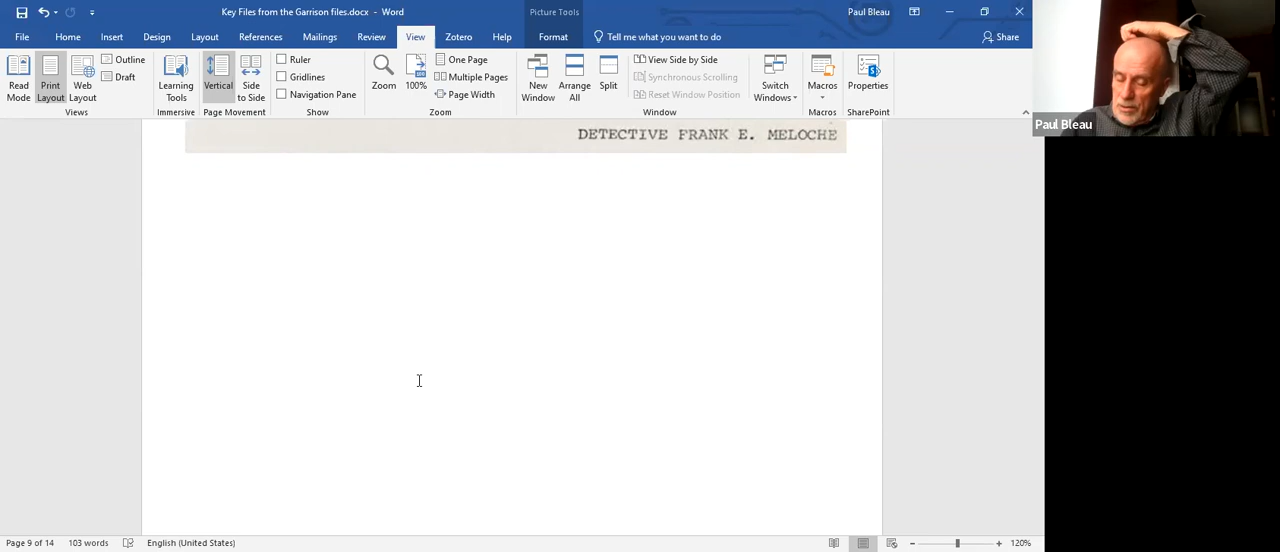 Key Files from the Garrison files.docx - Word
Picture Tools
Paul Bleau
File Home Insert Design Layout References Mailings Review View Zotero Help Format Tell me what you want to do Share
Read Mode
Print Layout
Web Layout
Outline
Draft
Views
Learning Tools
Immersive
Vertical
Side to Side
Page Movement
Ruler
Gridlines
Navigation Pane
Show
Zoom
100%
One Page
Multiple Pages
Page Width
Zoom
New Window
Arrange All
Split
View Side by Side
Synchronous Scrolling
Reset Window Position
Window
Switch Windows
Macros
Macros
Properties
SharePoint
Paul Bleau
DETECTIVE FRANK E. MELOCHE
Page 9 of 14 103 words English (United States) 120%